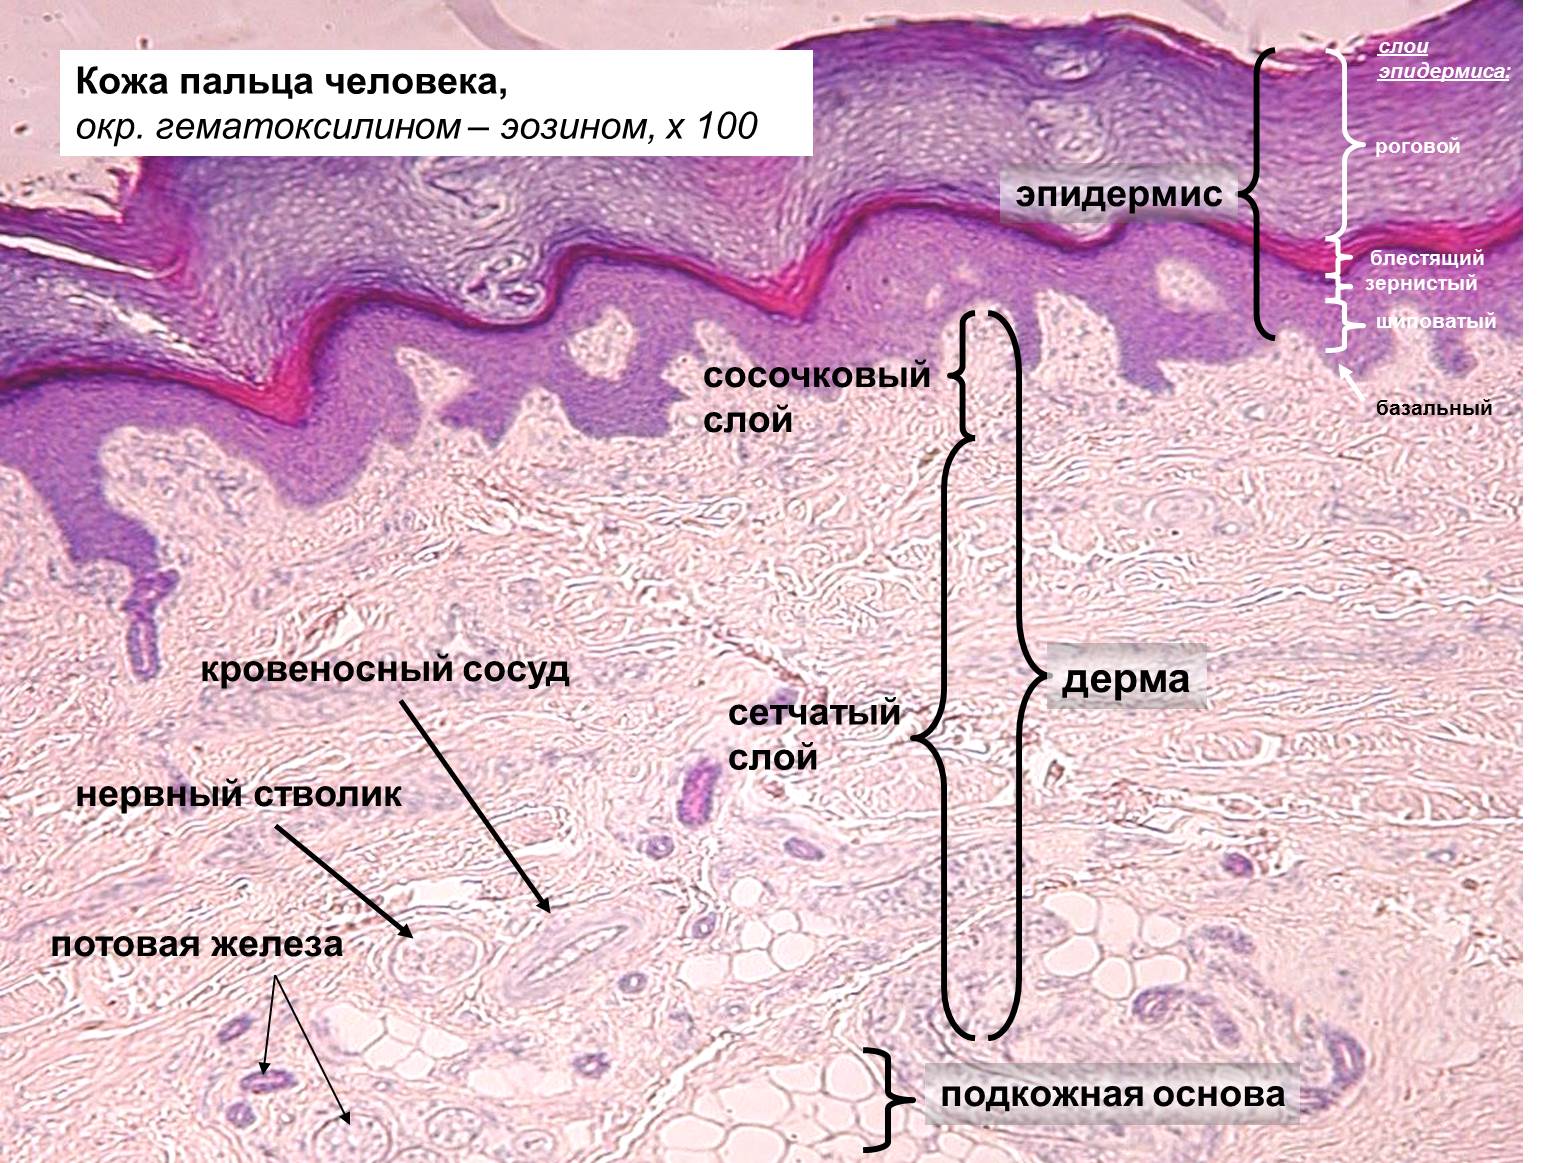 Кожа пальца человека,
окр. гематоксилином – эозином, х 100
слои
эпидермиса:
роговой
эпидермис
блестящий
зернистый
шиповатый
базальный
сосочковый
слой
кровеносный сосуд
дерма
сетчатый
слой
нервный стволик
потовая железа
подкожная основа